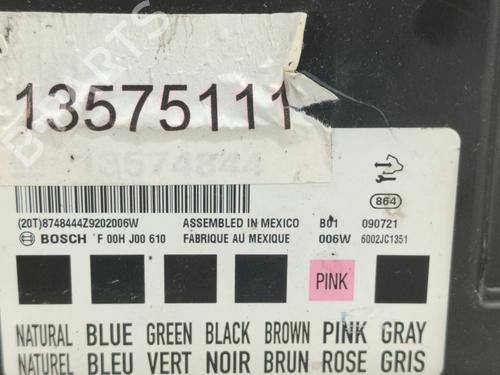 13575111
13574844
(20T)8748444Z9202006W ASSEMBLED IN MEXICO B01 090721
BOSCH F 00H J00 610 FABRIQUE AU MEXIQUE 006W 6002JC1351
864
PINK
NATURAL BLUE GREEN BLACK BROWN PINK GRAY
NATUREL BLEU VERT NOIR BRUN ROSE GRIS